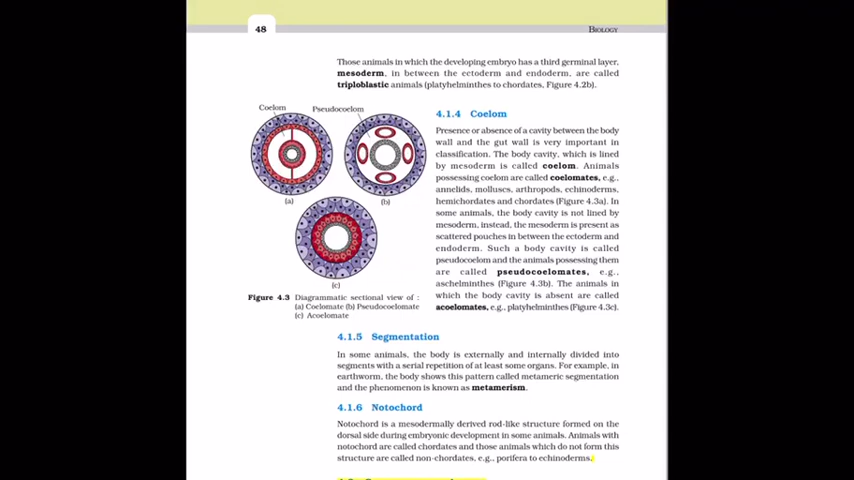 48
BIOLOGY
Those animals in which the developing embryo has a third germinal layer,
mesoderm, in between the ectoderm and endoderm, are called
triploblastic animals (platyhelminthes to chordates, Figure 4.2b).
Coelom
Pseudocoelom
(a)
(b)
(c)
Figure 4.3 Diagrammatic sectional view of :
(a) Coelomate (b) Pseudocoelomate
(c) Acoelomate
4.1.4 Coelom
Presence or absence of a cavity between the body
wall and the gut wall is very important in
classification. The body cavity, which is lined
by mesoderm is called coelom. Animals
possessing coelom are called coelomates, e.g.,
annelids, molluscs, arthropods, echinoderms,
hemichordates and chordates (Figure 4.3a). In
some animals, the body cavity is not lined by
mesoderm, instead, the mesoderm is present as
scattered pouches in between the ectoderm and
endoderm. Such a body cavity is called
pseudocoelom and the animals possessing them
are called pseudocoelomates, e.g.,
aschelminthes (Figure 4.3b). The animals in
which the body cavity is absent are called
acoelomates, e.g., platyhelminthes (Figure 4.3c).
4.1.5 Segmentation
In some animals, the body is externally and internally divided into
segments with a serial repetition of at least some organs. For example, in
earthworm, the body shows this pattern called metameric segmentation
and the phenomenon is known as metamerism.
4.1.6 Notochord
Notochord is a mesodermally derived rod-like structure formed on the
dorsal side during embryonic development in some animals. Animals with
notochord are called chordates and those animals which do not form this
structure are called non-chordates, e.g., porifera to echinoderms.